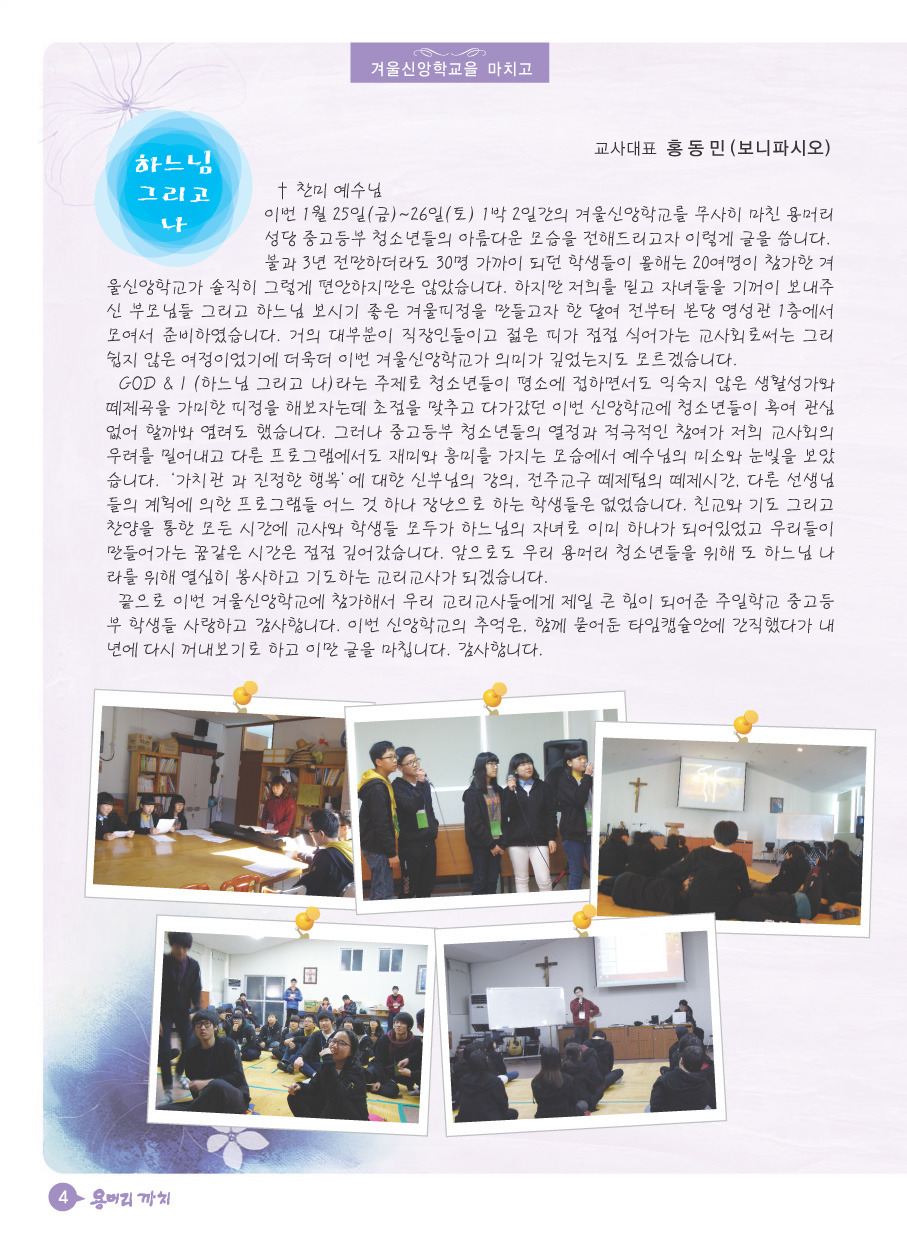 겨울신앙학교을 마치고
하느님
그리고
나
교사대표 홍동민(보니파시오)
† 찬미 예수님
이번 1월 25일(금)~26일(토) 1박 2일간의 겨울신앙학교를 무사히 마친 용머리
성당 중고등부 청소년들의 아름다운 모습을 전해드리고자 이렇게 글을 씁니다.
불과 3년 전만하더라도 30명 가까이 되던 학생들이 올해는 20여명이 참가한 겨
울신앙학교가 솔직히 그렇게 편안하지만은 않았습니다. 하지만 저희를 믿고 자녀들을 기꺼이 보내주
신 부모님들 그리고 하느님 보시기 좋은 겨울피정을 만들고자 한 달여 전부터 본당 영성관 1층에서
모여서 준비하였습니다. 거의 대부분이 직장인들이고 젊은 피가 점점 식어가는 교사회로써는 그리
쉽지 않은 여정이었기에 더욱더 이번 겨울신앙학교가 의미가 깊었는지도 모르겠습니다.
GOD & I (하느님 그리고 나)라는 주제로 청소년들이 평소에 접하면서도 익숙지 않은 생활성가와
떼제곡을 가미한 피정을 해보자는데 초점을 맞추고 다가갔던 이번 신앙학교에 청소년들이 혹여 관심
없어 할까봐 염려도 했습니다. 그러나 중고등부 청소년들의 열정과 적극적인 참여가 저희 교사회의
우려를 밀어내고 다른 프로그램에서도 재미와 흥미를 가지는 모습에서 예수님의 미소와 눈빛을 보았
습니다. '가치관 과 진정한 행복'에 대한 신부님의 강의, 전주교구 떼제팀의 떼제시간, 다른 선생님
들의 계획에 의한 프로그램들 어느 것 하나 장난으로 하는 학생들은 없었습니다. 친교와 기도 그리고
찬양을 통한 모든 시간에 교사와 학생들 모두가 하느님의 자녀로 이미 하나가 되어있었고 우리들이
만들어가는 꿈같은 시간은 점점 깊어갔습니다. 앞으로도 우리 용머리 청소년들을 위해 또 하느님 나
라를 위해 열심히 봉사하고 기도하는 교리교사가 되겠습니다.
끝으로 이번 겨울신앙학교에 참가해서 우리 교리교사들에게 제일 큰 힘이 되어준 주일학교 중고등
부 학생들 사랑하고 감사합니다. 이번 신앙학교의 추억은, 함께 묻어둔 타임캡슐안에 간직했다가 내
년에 다시 꺼내보기로 하고 이만 글을 마칩니다. 감사합니다.
4 용머리 까치